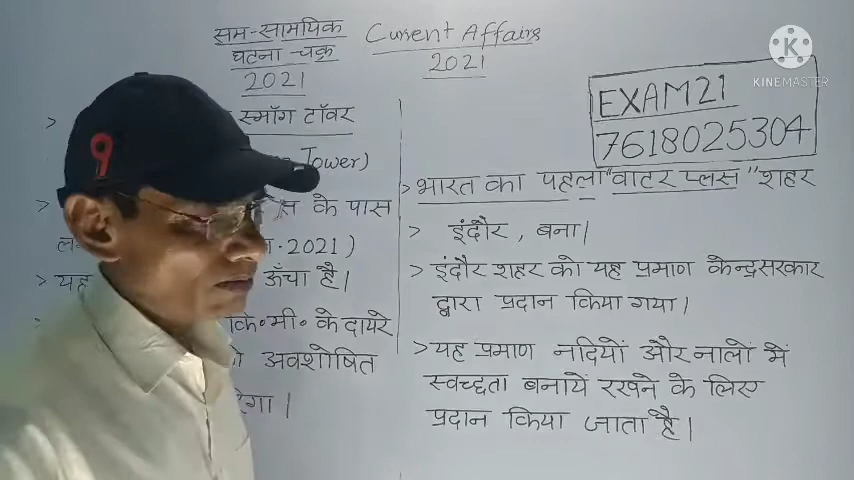 सम-सामयिक
घटना-चक्र
2021
Current Affairs
2021
EXAM21
7618025304
KINEMASTER
> स्मॉग टॉवर
Tower)
> के पास
2021)
> यह ऊँचा है।
कि॰मी॰ के दायरे
अवशोषित
> भारत का पहला "वाटर प्लस" शहर
> इंदौर, बना।
> इंदौर शहर को यह प्रमाण केन्द्रसरकार
द्वारा प्रदान किया गया।
> यह प्रमाण नदियों और नालों में
स्वच्छता बनायें रखने के लिए
प्रदान किया जाता है।